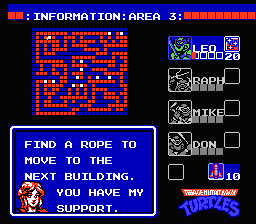 :INFORMATION:AREA 3:
LEO
20
RAPH
MIKE
DON
10
FIND A ROPE TO
MOVE TO THE
NEXT BUILDING.
YOU HAVE MY
SUPPORT.
TEENAGE MUTANT NINJA
TURTLES